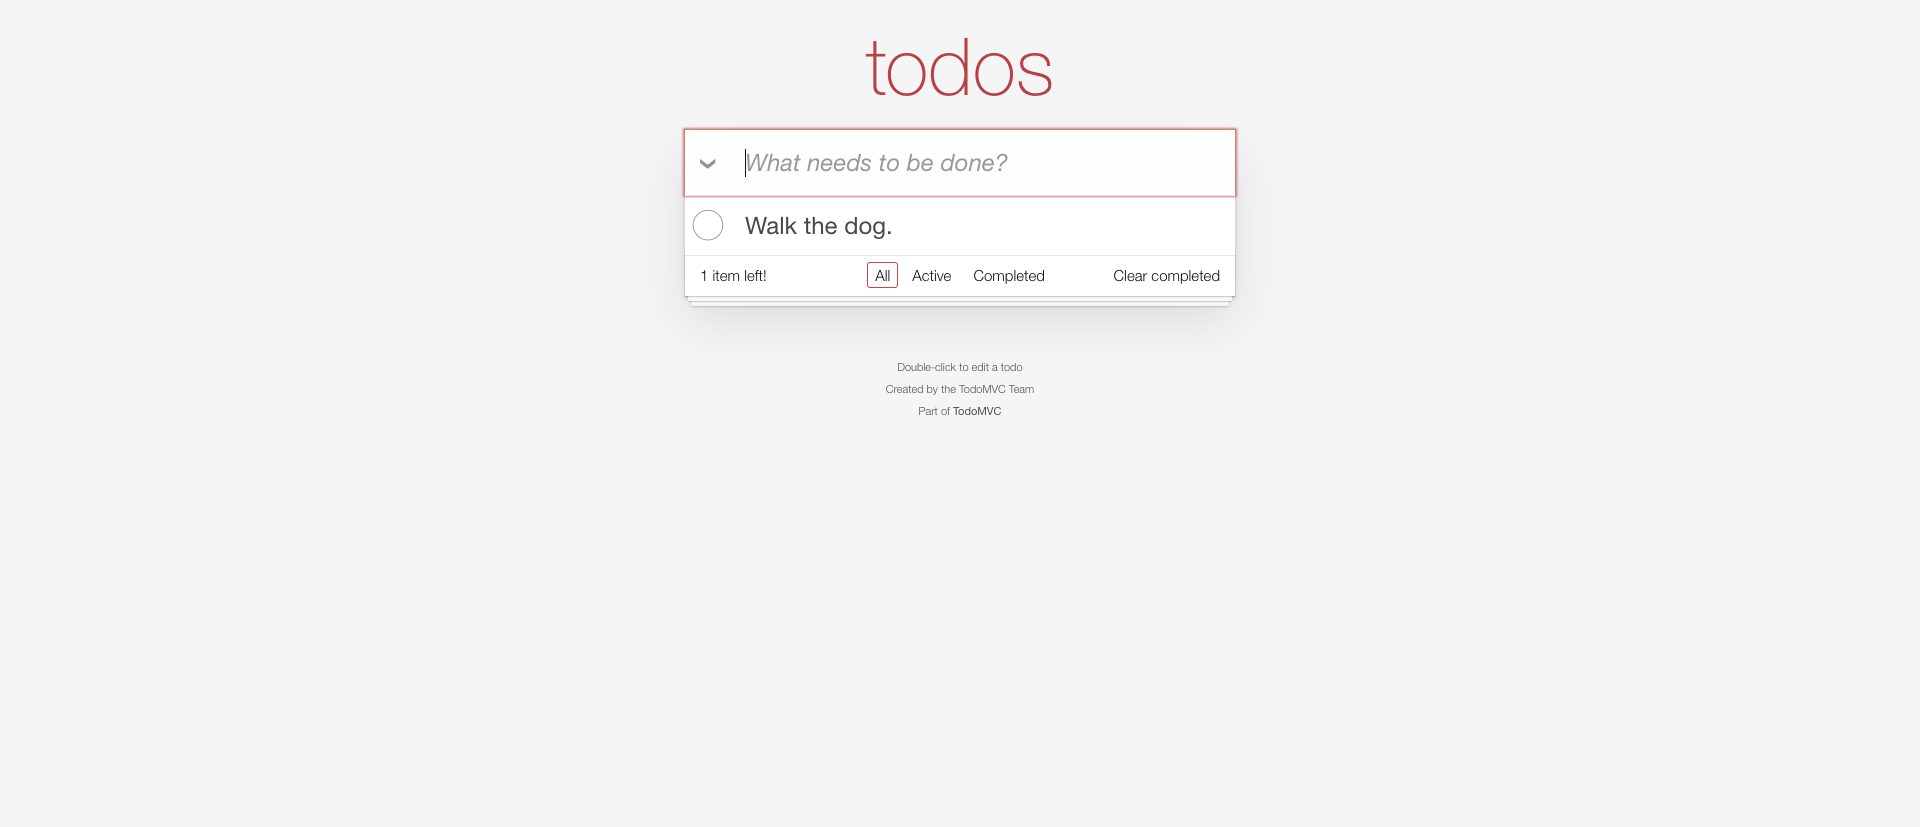 todos
What needs to be done?
Walk the dog.
1 item left!
All
Active
Completed
Clear completed
Double-click to edit a todo
Created by the TodoMVC Team
Part of TodoMVC